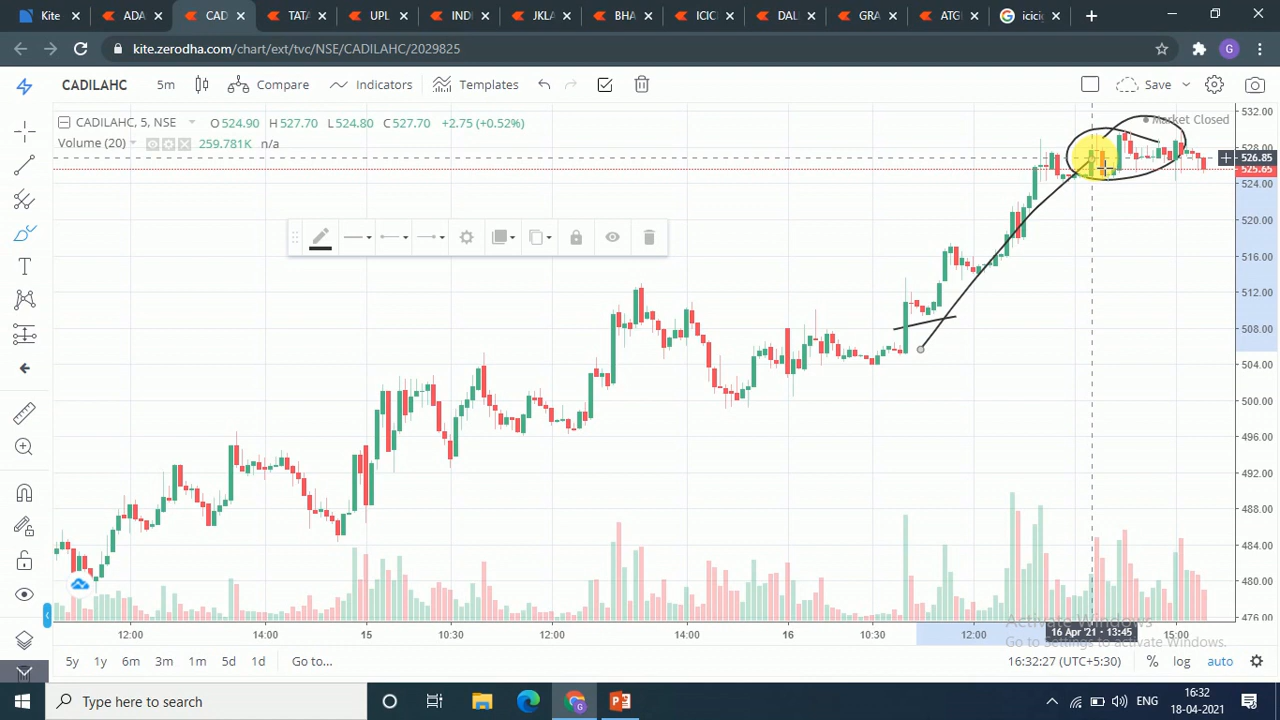 Kite
ADA
CAD
TATA
UPL
IND
JKLA
BHA
ICIC
DALI
GRA
ATG
icicig
kite.zerodha.com/chart/ext/tvc/NSE/CADILAHC/2029825
G
CADILAHC 5m Compare Indicators Templates Save
CADILAHC, 5, NSE O524.90 H527.70 L524.80 C527.70 +2.75 (+0.52%)
Market Closed
Volume (20) 259.781K n/a
532.00
528.00
526.85
525.65
524.00
520.00
516.00
512.00
508.00
504.00
500.00
496.00
492.00
488.00
484.00
480.00
476.00
12:00 14:00 15 10:30 12:00 14:00 16 10:30 12:00 16 Apr '21 · 13:45 15:00
Activate Windows
Go to Settings to activate Windows.
5y 1y 6m 3m 1m 5d 1d Go to... 16:32:27 (UTC+5:30) % log auto
Type here to search
ENG
16:32
18-04-2021